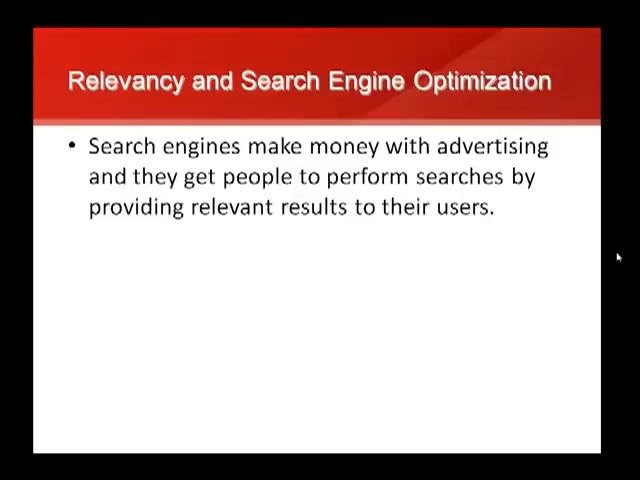 Relevancy and Search Engine Optimization
• Search engines make money with advertising
and they get people to perform searches by
providing relevant results to their users.